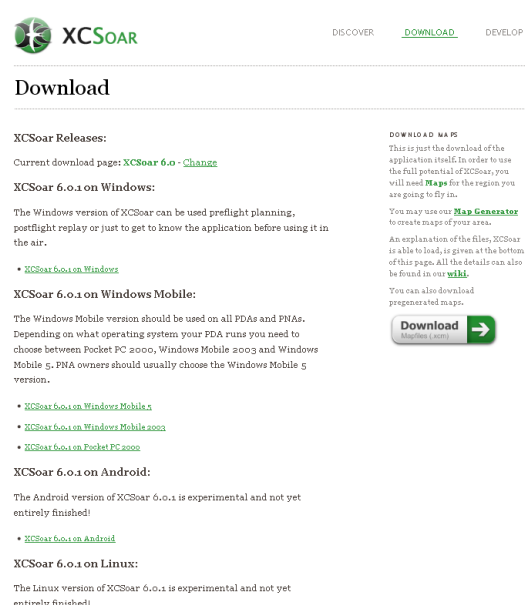 XCSOAR
DISCOVER DOWNLOAD DEVELOP
Download
XCSoar Releases:
Current download page: XCSoar 6.0 - Change
XCSoar 6.0.1 on Windows:
The Windows version of XCSoar can be used preflight planning,
postflight replay or just to get to know the application before using it in
the air.
• XCSoar 6.0.1 on Windows
XCSoar 6.0.1 on Windows Mobile:
The Windows Mobile version should be used on all PDAs and PNAs.
Depending on what operating system your PDA runs you need to
choose between Pocket PC 2000, Windows Mobile 2003 and Windows
Mobile 5. PNA owners should usually choose the Windows Mobile 5
version.
• XCSoar 6.0.1 on Windows Mobile 5
• XCSoar 6.0.1 on Windows Mobile 2003
• XCSoar 6.0.1 on Pocket PC 2000
XCSoar 6.0.1 on Android:
The Android version of XCSoar 6.0.1 is experimental and not yet
entirely finished!
• XCSoar 6.0.1 on Android
XCSoar 6.0.1 on Linux:
The Linux version of XCSoar 6.0.1 is experimental and not yet
entirely finished!
DOWNLOAD MAPS
This is just the download of the
application itself. In order to use
the full potential of XCSoar, you
will need Maps for the region you
are going to fly in.
You may use our Map Generator
to create maps of your area.
An explanation of the files, XCSoar
is able to load, is given at the bottom
of this page. All the details can also
be found in our wiki.
You can also download
pregenerated maps.
Download
Mapfiles (.xcm)